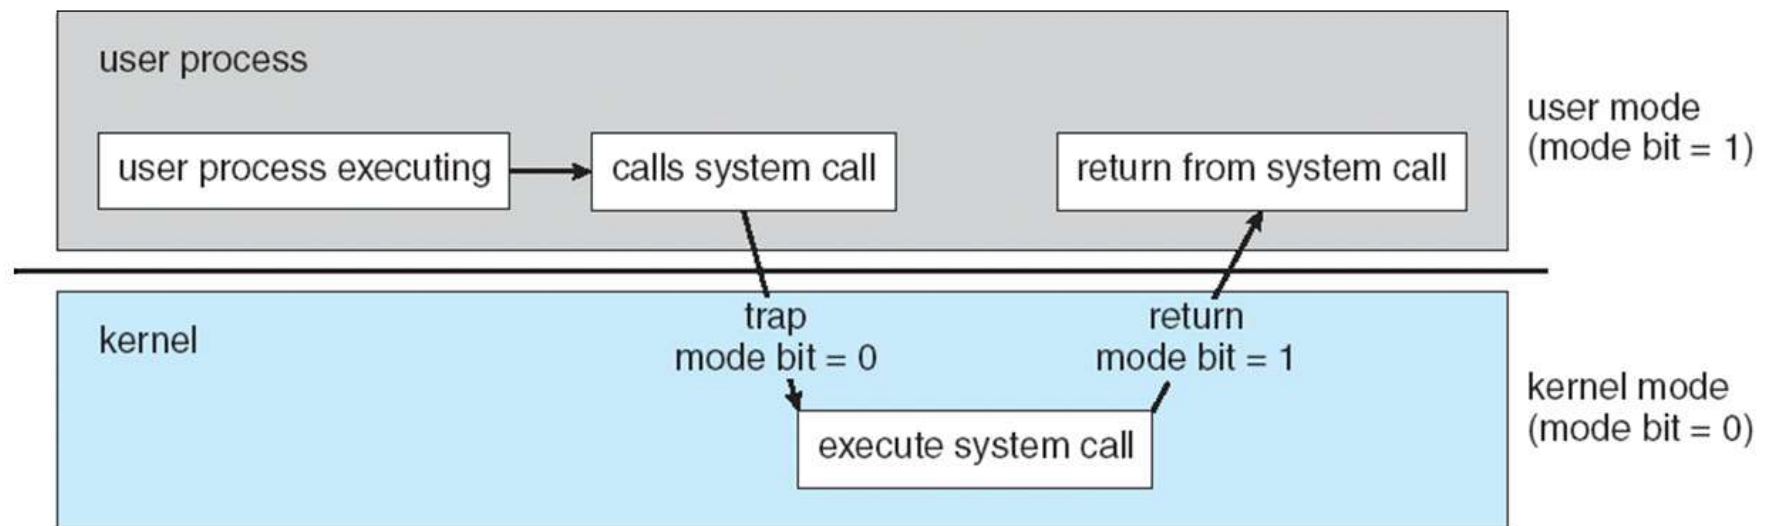 user process
user process executing
calls system call
return from system call
user mode
(mode bit = 1)
kernel
trap
mode bit = 0
return
mode bit = 1
execute system call
kernel mode
(mode bit = 0)